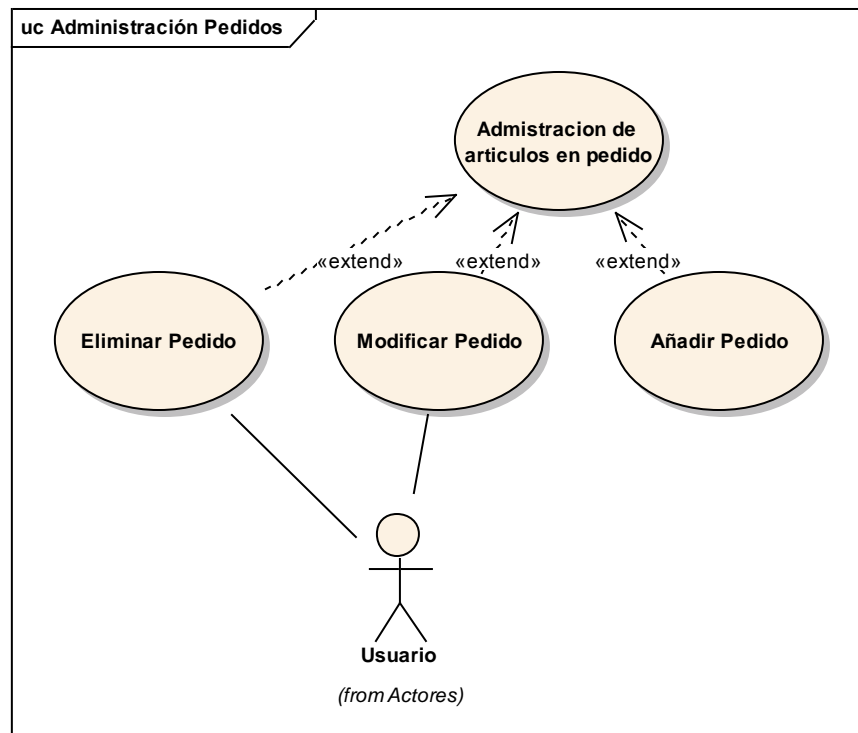 uc Administración Pedidos
Admistracion de
articulos en pedido
«extend»
«extend»
«extend»
Eliminar Pedido
Modificar Pedido
Añadir Pedido
Usuario
(from Actores)